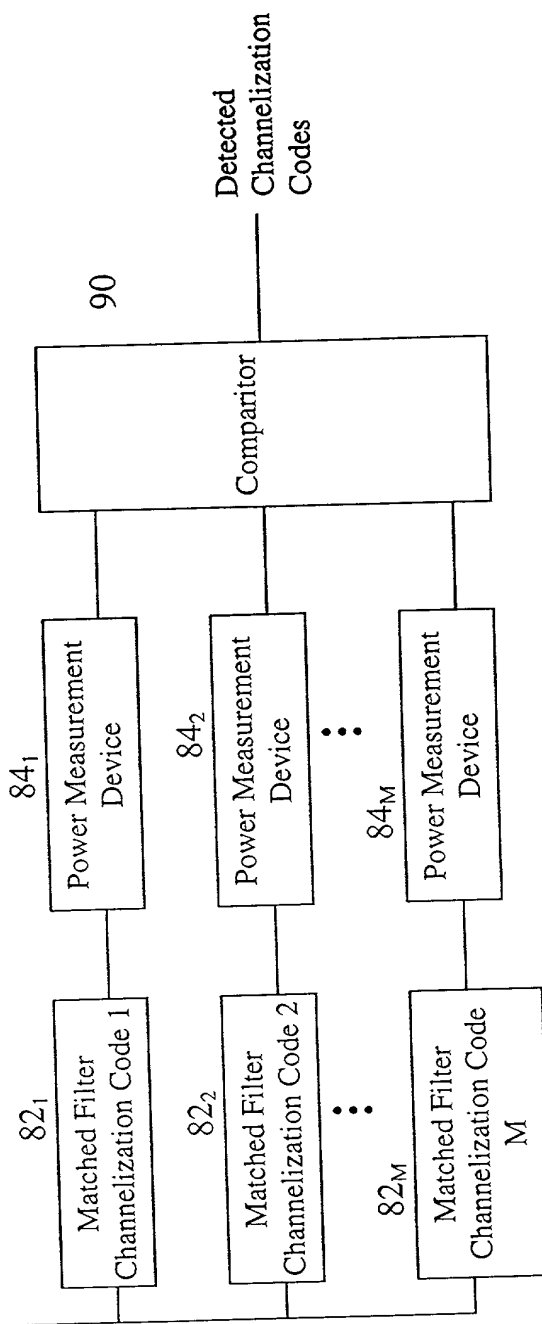 82₁
Matched Filter
Channelization Code 1
84₁
Power Measurement
Device
82₂
Matched Filter
Channelization Code 2
84₂
Power Measurement
Device
82M
Matched Filter
Channelization Code
M
84M
Power Measurement
Device
Comparitor
90
Detected
Channelization
Codes